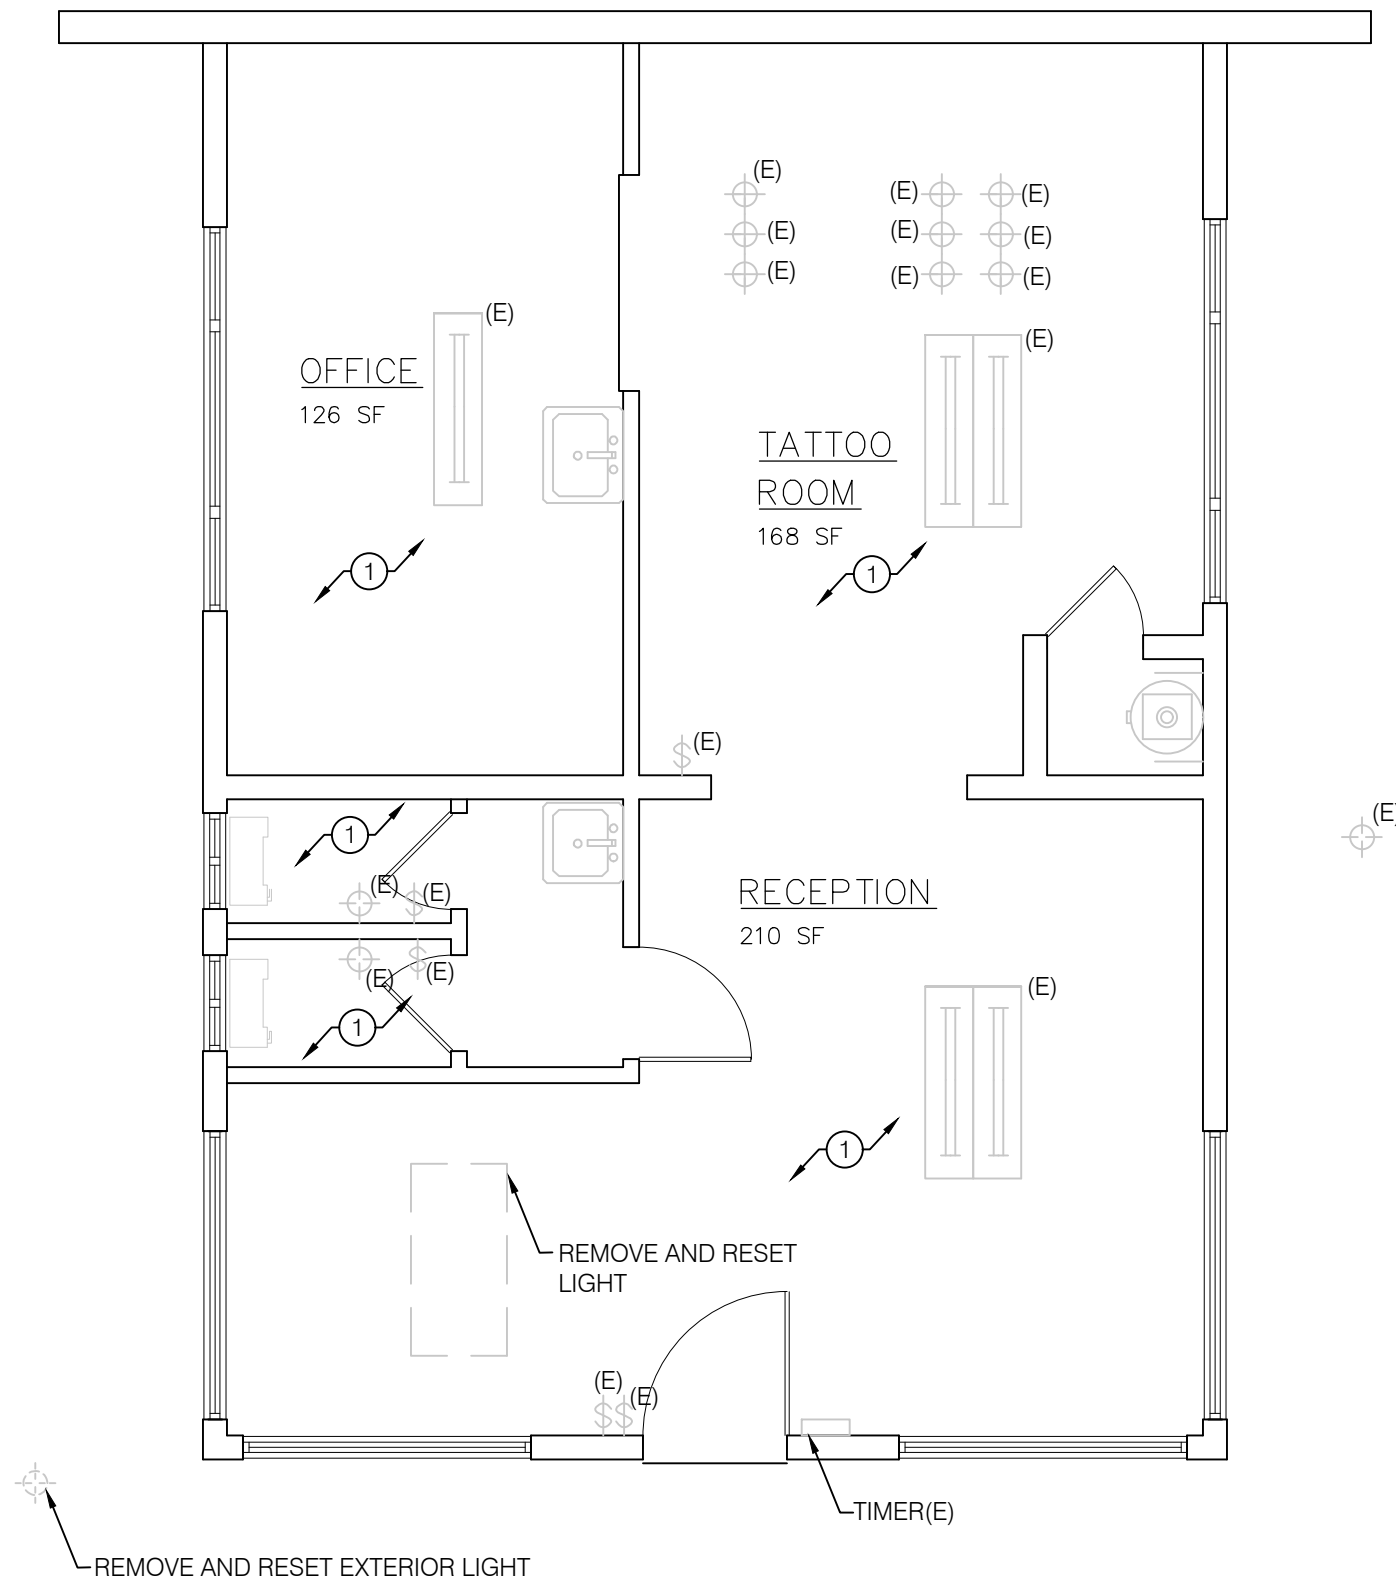 (E)
(E)
(E)
(E)
(E)
(E)
(E)
(E)
(E)
(E)
(E)
OFFICE
126 SF
TATTOO
ROOM
168 SF
1
1
(E)
(E)
1
(E)
(E)
RECEPTION
210 SF
(E)
(E)
(E)
1
1
REMOVE AND RESET
LIGHT
(E)
(E)
TIMER(E)
REMOVE AND RESET EXTERIOR LIGHT